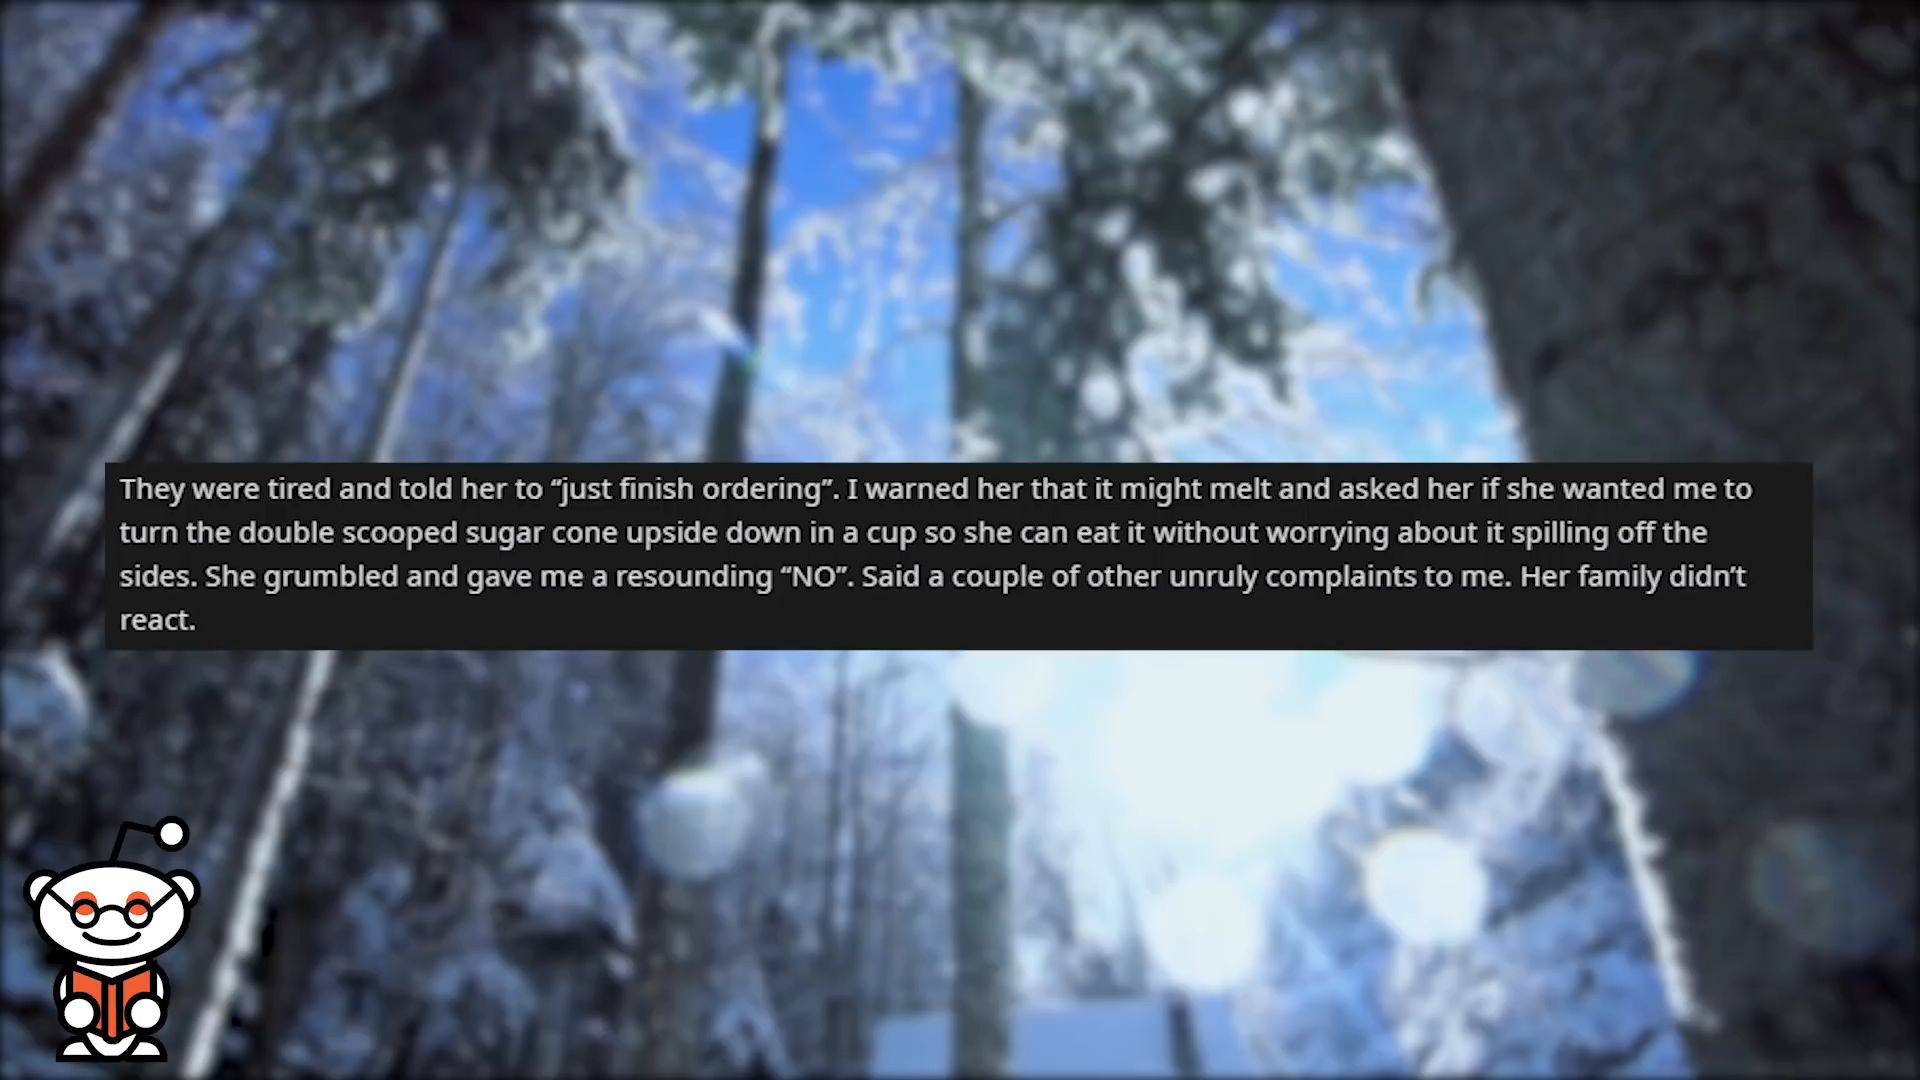 They were tired and told her to “just finish ordering”. I warned her that it might melt and asked her if she wanted me to
turn the double scooped sugar cone upside down in a cup so she can eat it without worrying about it spilling off the
sides. She grumbled and gave me a resounding “NO”. Said a couple of other unruly complaints to me. Her family didn’t
react.